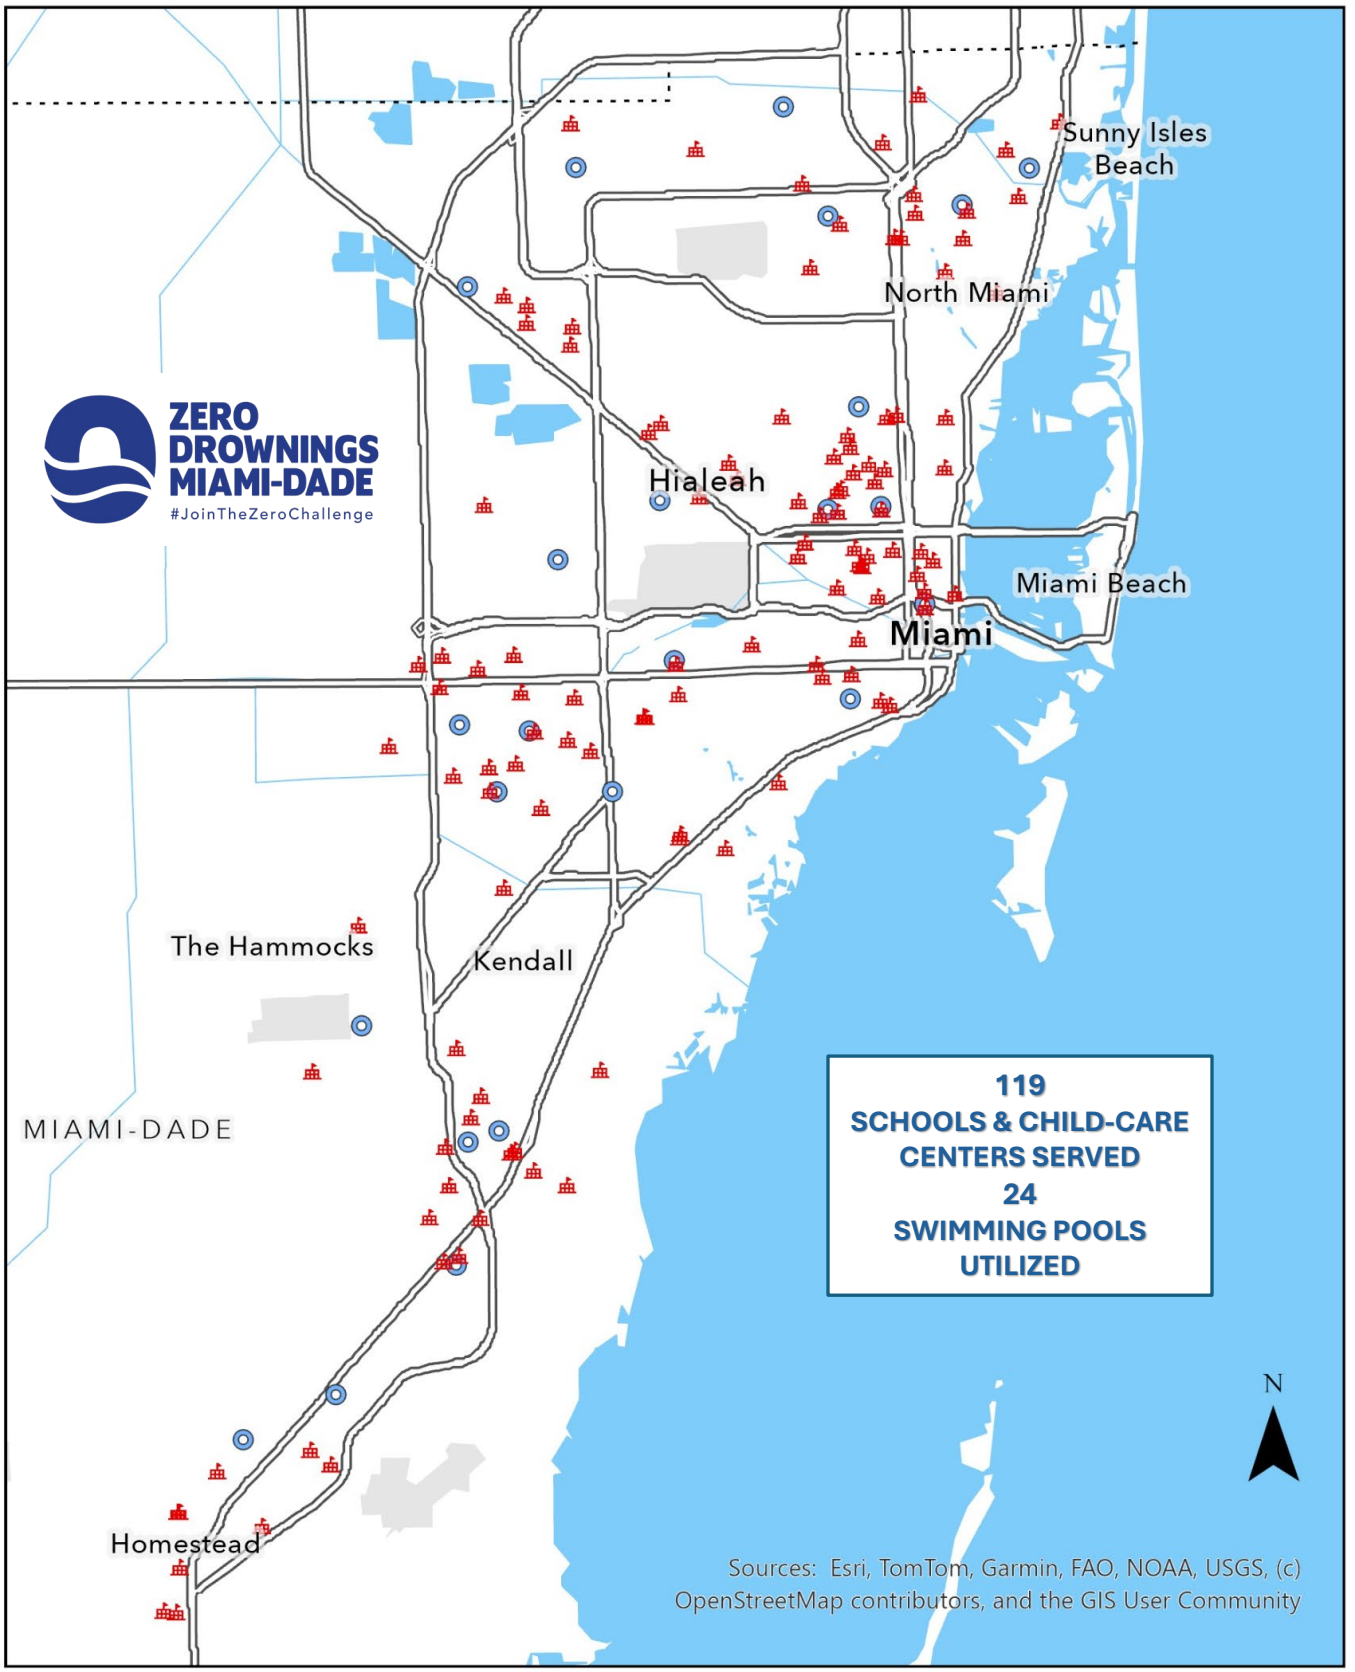 Sunny Isles
Beach
North Miami
ZERO
DROWNINGS
MIAMI-DADE
#JoinTheZeroChallenge
Hialeah
Miami Beach
Miami
The Hammocks
Kendall
MIAMI-DADE
119
SCHOOLS & CHILD-CARE
CENTERS SERVED
24
SWIMMING POOLS
UTILIZED
N
Homestead
Sources: Esri, TomTom, Garmin, FAO, NOAA, USGS, (c)
OpenStreetMap contributors, and the GIS User Community